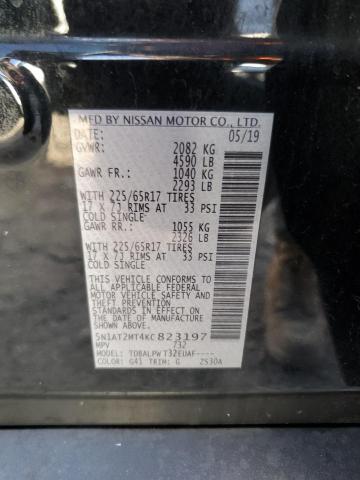 MFD BY NISSAN MOTOR CO., LTD.
DATE: 05/19
GVWR: 2082 KG
4590 LB
GAWR FR.: 1040 KG
2293 LB
WITH 225/65R17 TIRES
17 X 7J RIMS AT 33 PSI
COLD SINGLE
GAWR RR.: 1055 KG
2326 LB
WITH 225/65R17 TIRES
17 X 7J RIMS AT 33 PSI
COLD SINGLE
THIS VEHICLE CONFORMS TO
ALL APPLICABLE FEDERAL
MOTOR VEHICLE SAFETY
AND THEFT PREVENTION
STANDARDS IN EFFECT ON
THE DATE OF MANUFACTURE
SHOWN ABOVE.
5N1AT2MT4KC823197
MPV 732
MODEL: TDBALPWT32EUAF----
COLOR: G41 TRIM: G 2S30A